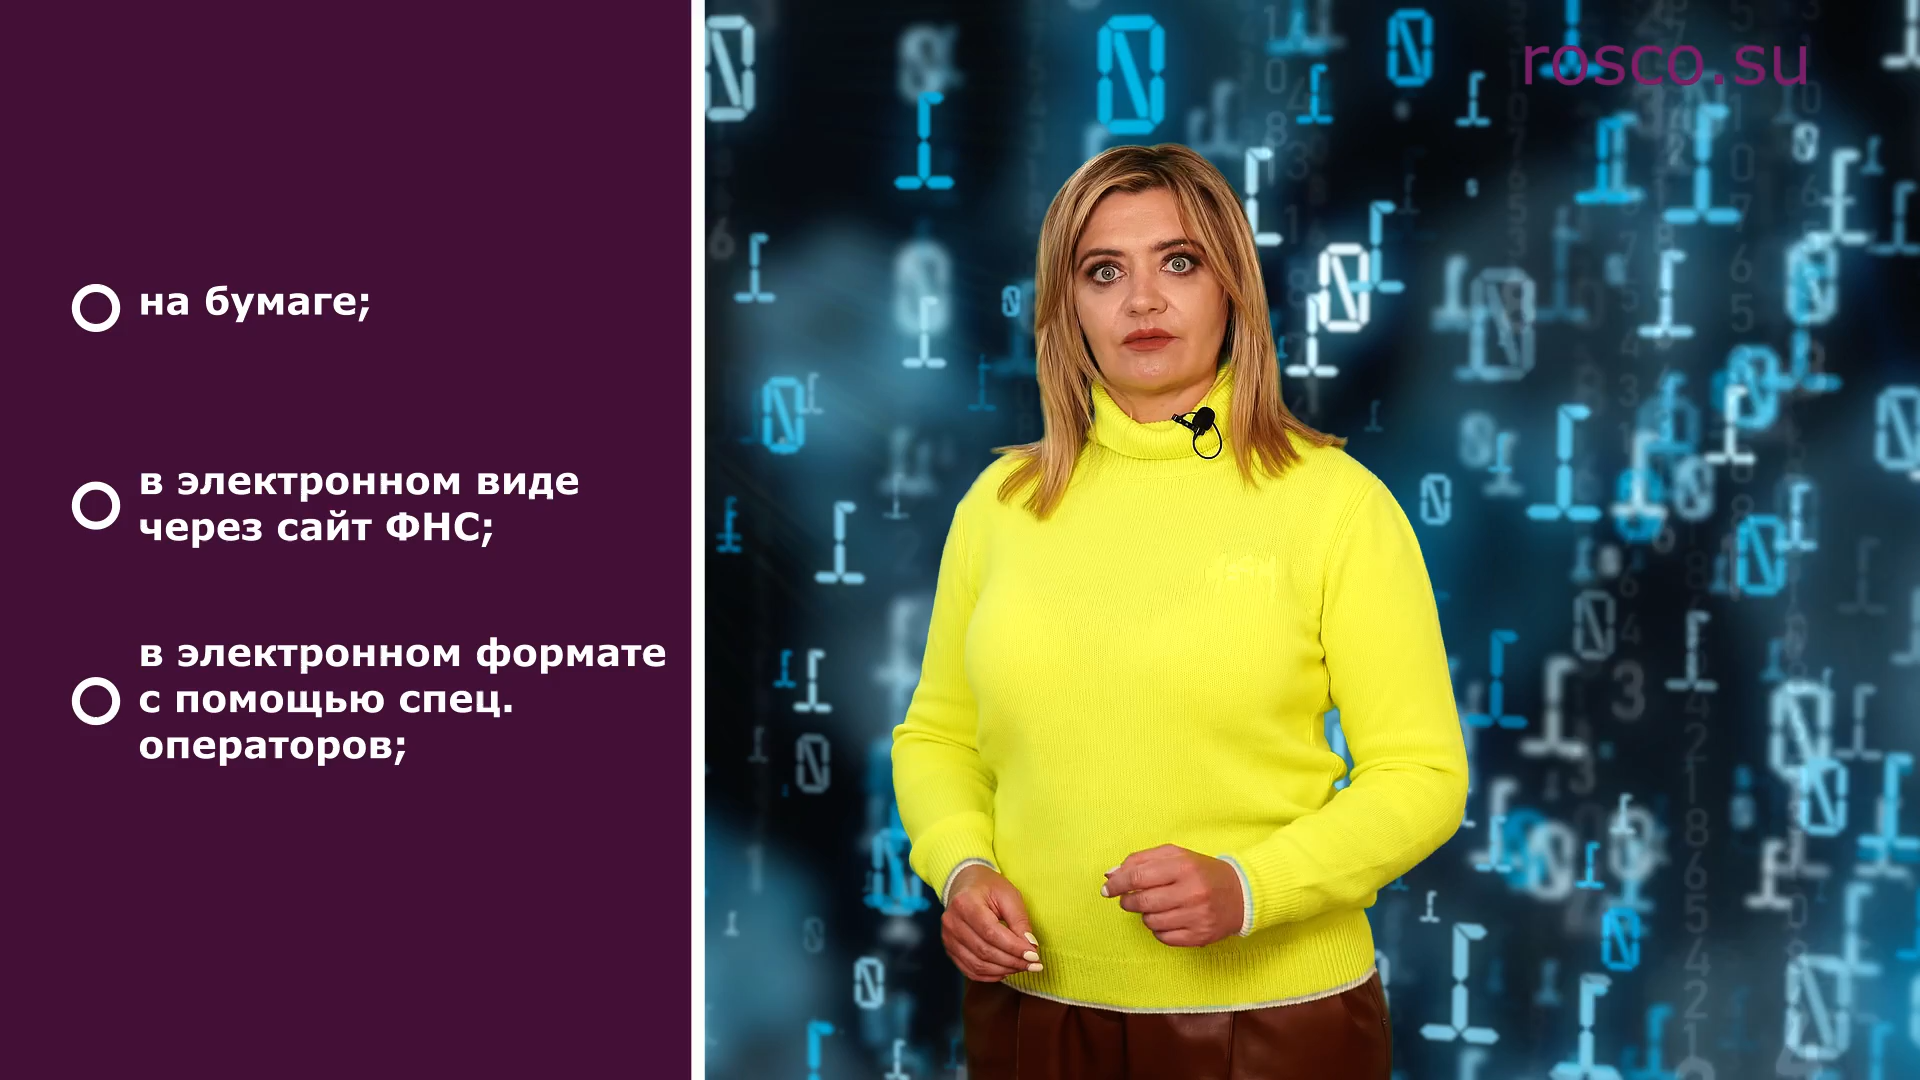 rosco.su
на бумаге;
в электронном виде
через сайт ФНС;
в электронном формате
с помощью спец.
операторов;